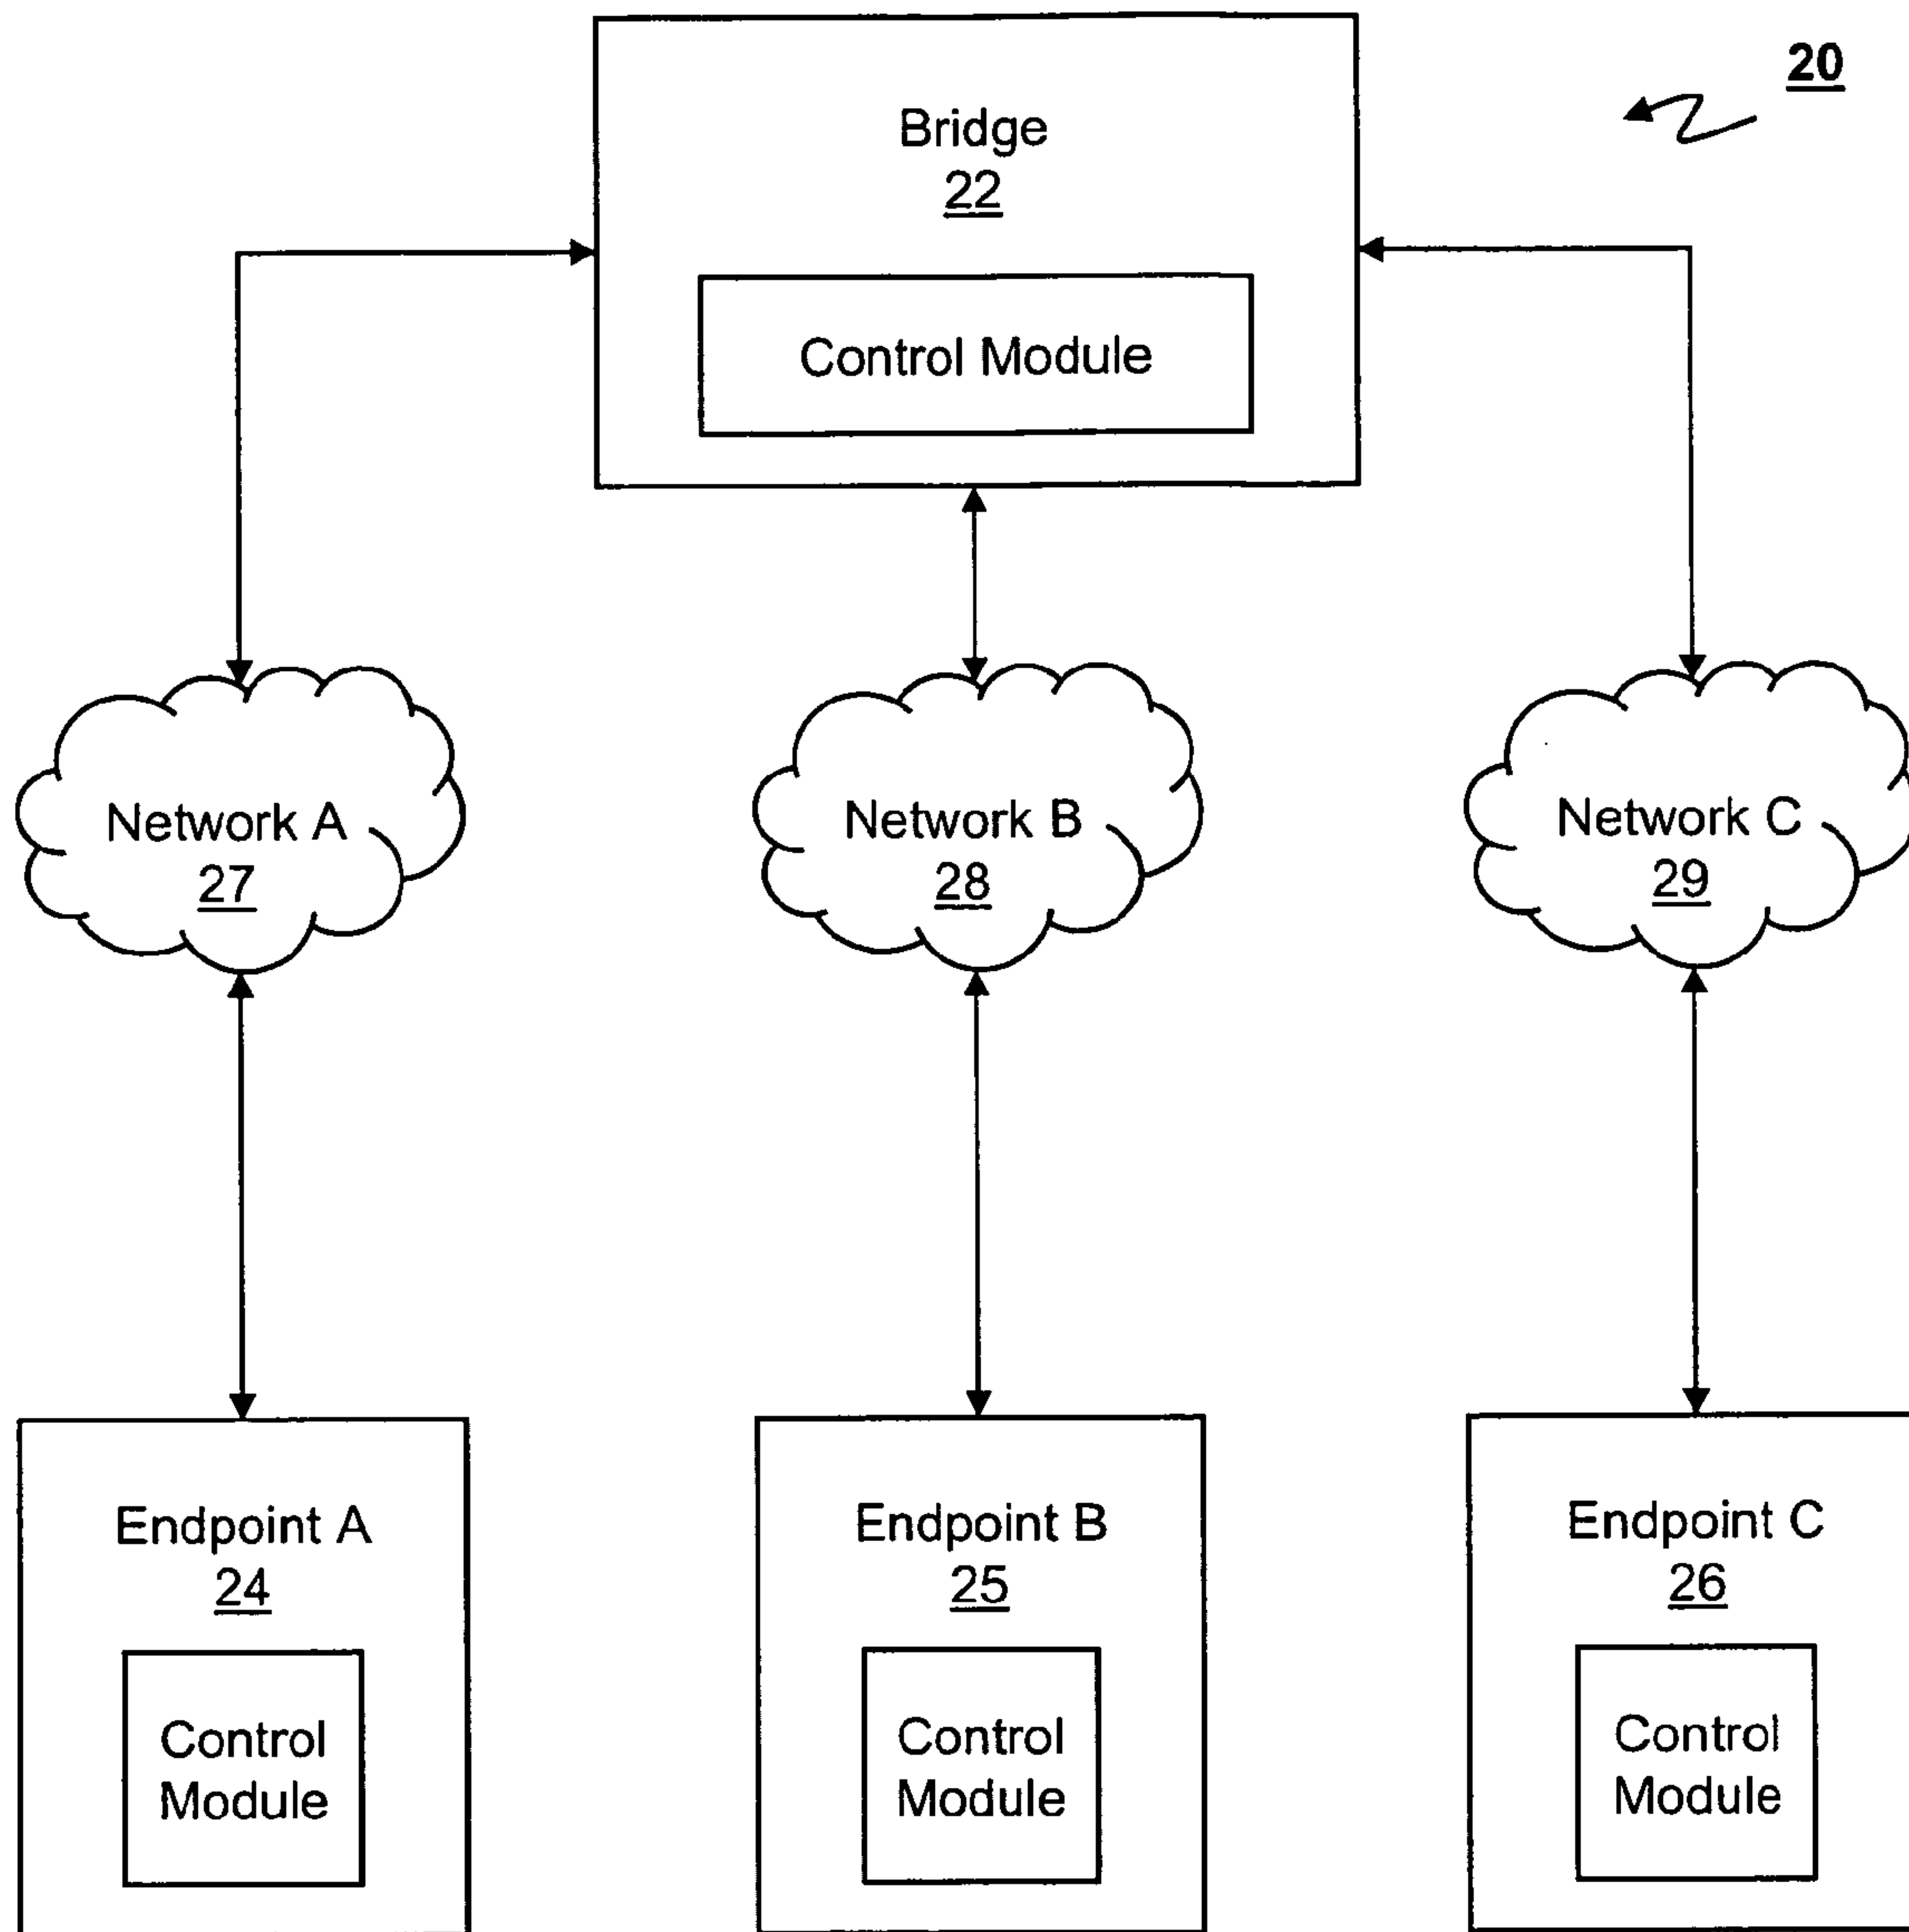 20
Bridge
22
Control Module
Network A
27
Network B
28
Network C
29
Endpoint A
24
Control
Module
Endpoint B
25
Control
Module
Endpoint C
26
Control
Module